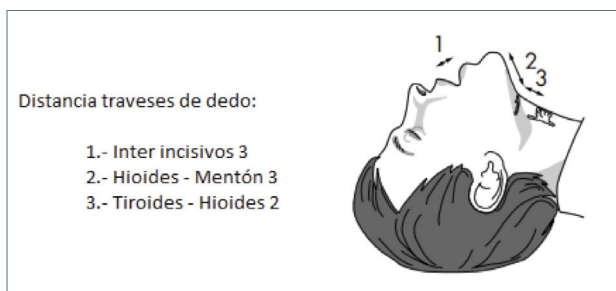 Distancia traveses de dedo:
1.- Inter incisivos 3
2.- Hioides - Mentón 3
3.- Tiroides - Hioides 2
1
2
3